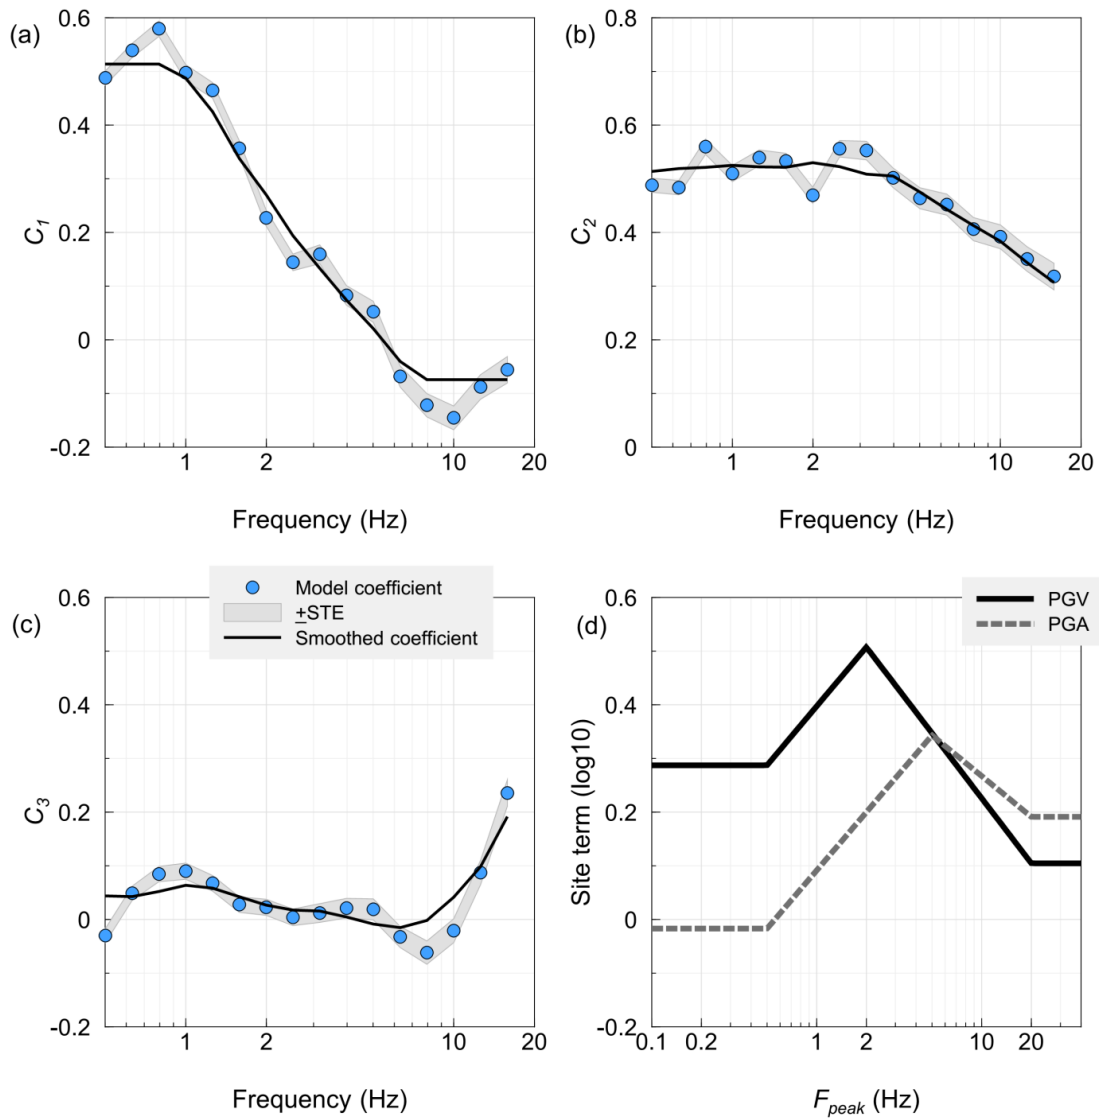 (a)
0.6
0.4
0.2
0
-0.2
C1
1
2
10
20
Frequency (Hz)
(b)
0.8
0.6
0.4
0.2
0
C2
1
2
10
20
Frequency (Hz)
(c)
Model coefficient
+STE
Smoothed coefficient
0.6
0.4
0.2
0
-0.2
C3
1
2
10
20
Frequency (Hz)
(d)
PGV
PGA
0.6
0.4
0.2
0
-0.2
Site term (log10)
0.1
0.2
1
2
10
20
Fpeak (Hz)